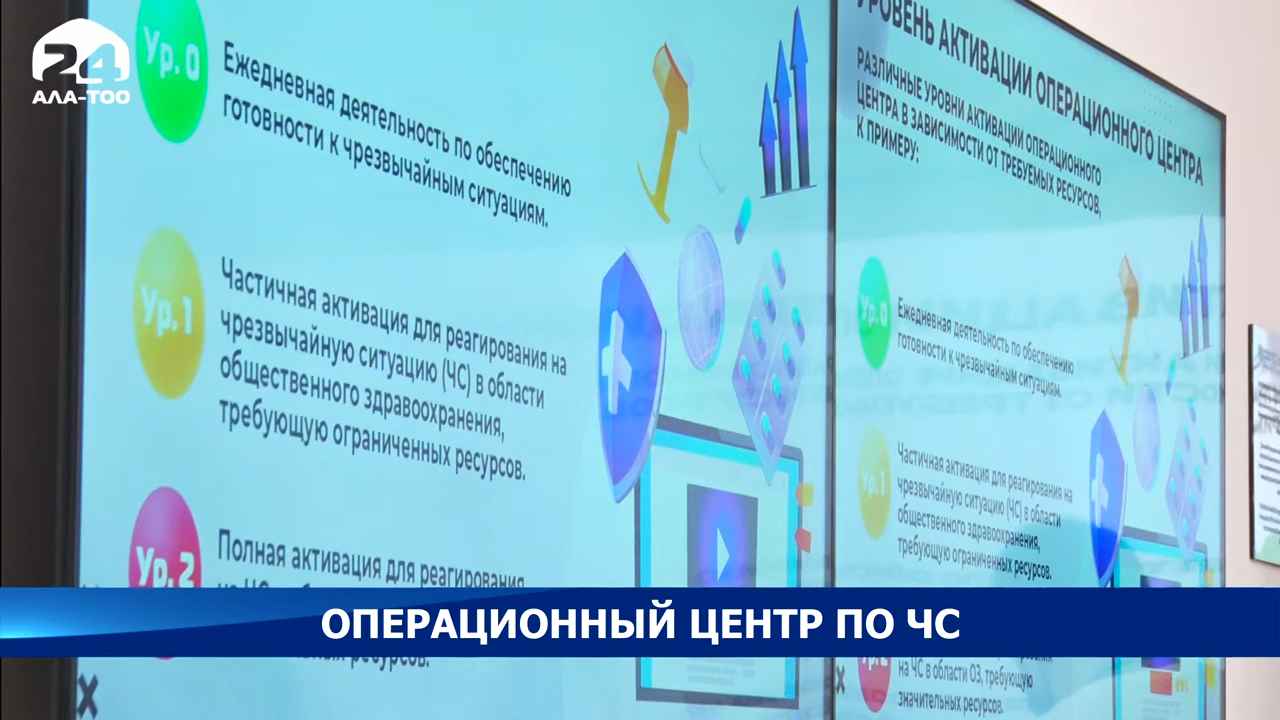 24
АЛА-ТОО
Ур. 0
Ежедневная деятельность по обеспечению
готовности к чрезвычайным ситуациям.
Ур. 1
Частичная активация для реагирования на
чрезвычайную ситуацию (ЧС) в области
общественного здравоохранения,
требующую ограниченных ресурсов.
Ур. 2
Полная активация для реагирования
ресурсов.
УРОВЕНЬ АКТИВАЦИИ ОПЕРАЦИОННОГО ЦЕНТРА
РАЗЛИЧНЫЕ УРОВНИ АКТИВАЦИИ ОПЕРАЦИОННОГО
ЦЕНТРА В ЗАВИСИМОСТИ ОТ ТРЕБУЕМЫХ РЕСУРСОВ,
К ПРИМЕРУ:
Ур. 0
Ежедневная деятельность по обеспечению
готовности к чрезвычайным ситуациям.
Ур. 1
Частичная активация для реагирования на
чрезвычайную ситуацию (ЧС) в области
общественного здравоохранения,
требующую ограниченных ресурсов.
на ЧС в области ОЗ, требующую
значительных ресурсов.
ОПЕРАЦИОННЫЙ ЦЕНТР ПО ЧС